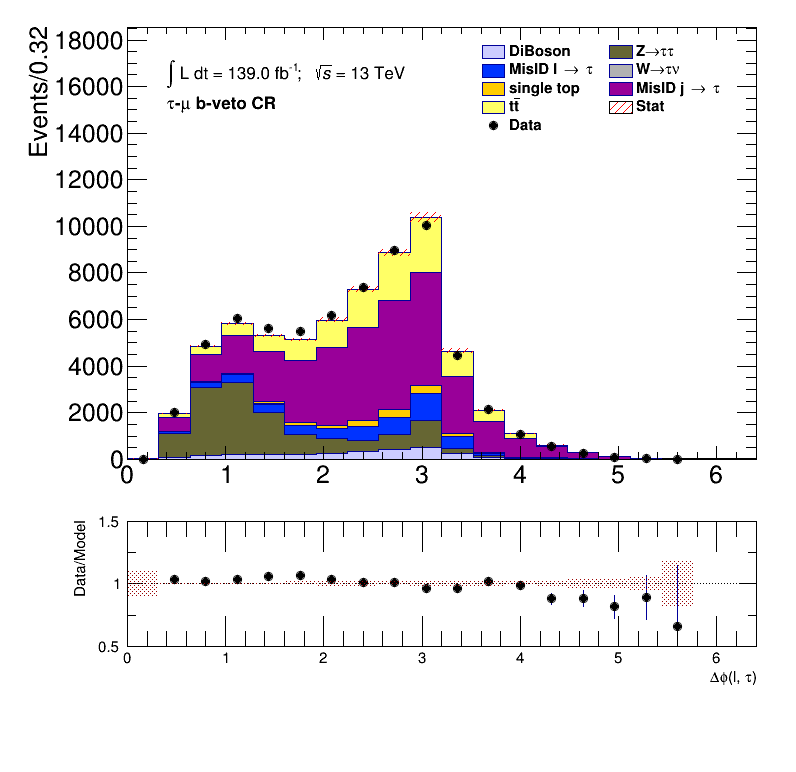 Events/0.32
18000
16000
14000
12000
10000
8000
6000
4000
2000
0
∫ L dt = 139.0 fb⁻¹; √s = 13 TeV
τ-μ b-veto CR
DiBoson
MisID l → τ
single top
tt̄
Data
Z→ττ
W→τν
MisID j → τ
Stat
0 1 2 3 4 5 6
Data/Model
1.5
1
0.5
0 1 2 3 4 5 6
Δϕ(l, τ)